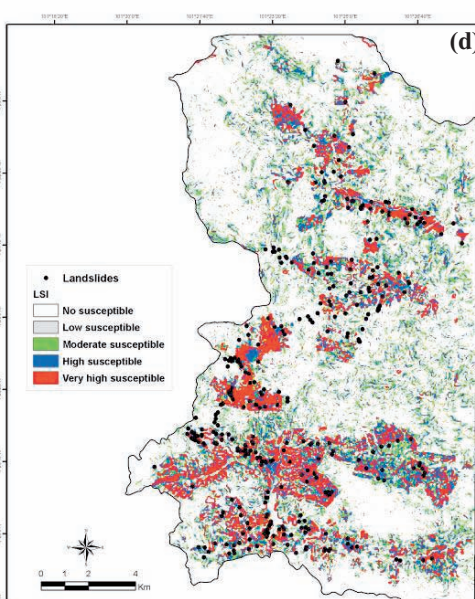 (d)
Landslides
LSI
No susceptible
Low susceptible
Moderate susceptible
High susceptible
Very high susceptible
0 1 2 4
Km